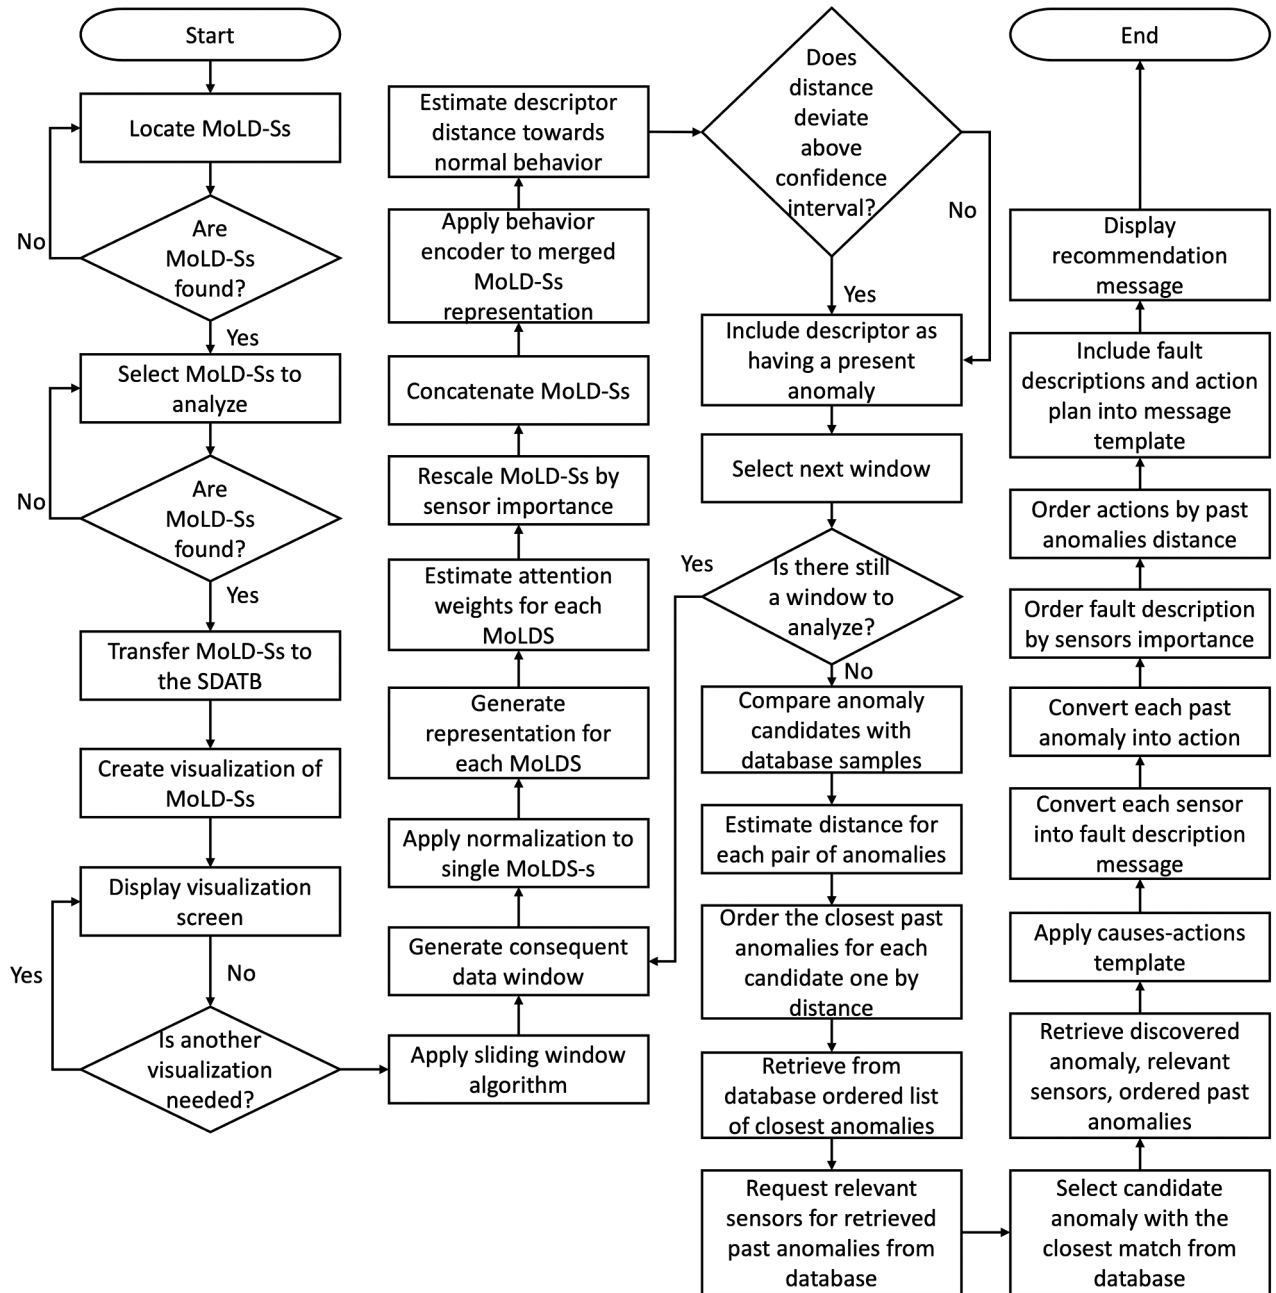 Start
Locate MoLD-Ss
Are
MoLD-Ss
found?
No
Yes
Select MoLD-Ss to
analyze
Are
MoLD-Ss
found?
No
Yes
Transfer MoLD-Ss to
the SDATB
Create visualization of
MoLD-Ss
Display visualization
screen
Yes
No
Is another
visualization
needed?
Apply sliding window
algorithm
Generate consequent
data window
Apply normalization to
single MoLDS-s
Generate
representation for
each MoLDS
Estimate attention
weights for each
MoLDS
Rescale MoLD-Ss by
sensor importance
Concatenate MoLD-Ss
Apply behavior
encoder to merged
MoLD-Ss
representation
Estimate descriptor
distance towards
normal behavior
Does
distance
deviate
above
confidence
interval?
No
Yes
Include descriptor as
having a present
anomaly
Select next window
Is there still
a window to
analyze?
Yes
No
Compare anomaly
candidates with
database samples
Estimate distance for
each pair of anomalies
Order the closest past
anomalies for each
candidate one by
distance
Retrieve from
database ordered list
of closest anomalies
Request relevant
sensors for retrieved
past anomalies from
database
Select candidate
anomaly with the
closest match from
database
Retrieve discovered
anomaly, relevant
sensors, ordered past
anomalies
Apply causes-actions
template
Convert each sensor
into fault description
message
Convert each past
anomaly into action
Order fault description
by sensors importance
Order actions by past
anomalies distance
Include fault
descriptions and action
plan into message
template
Display
recommendation
message
End